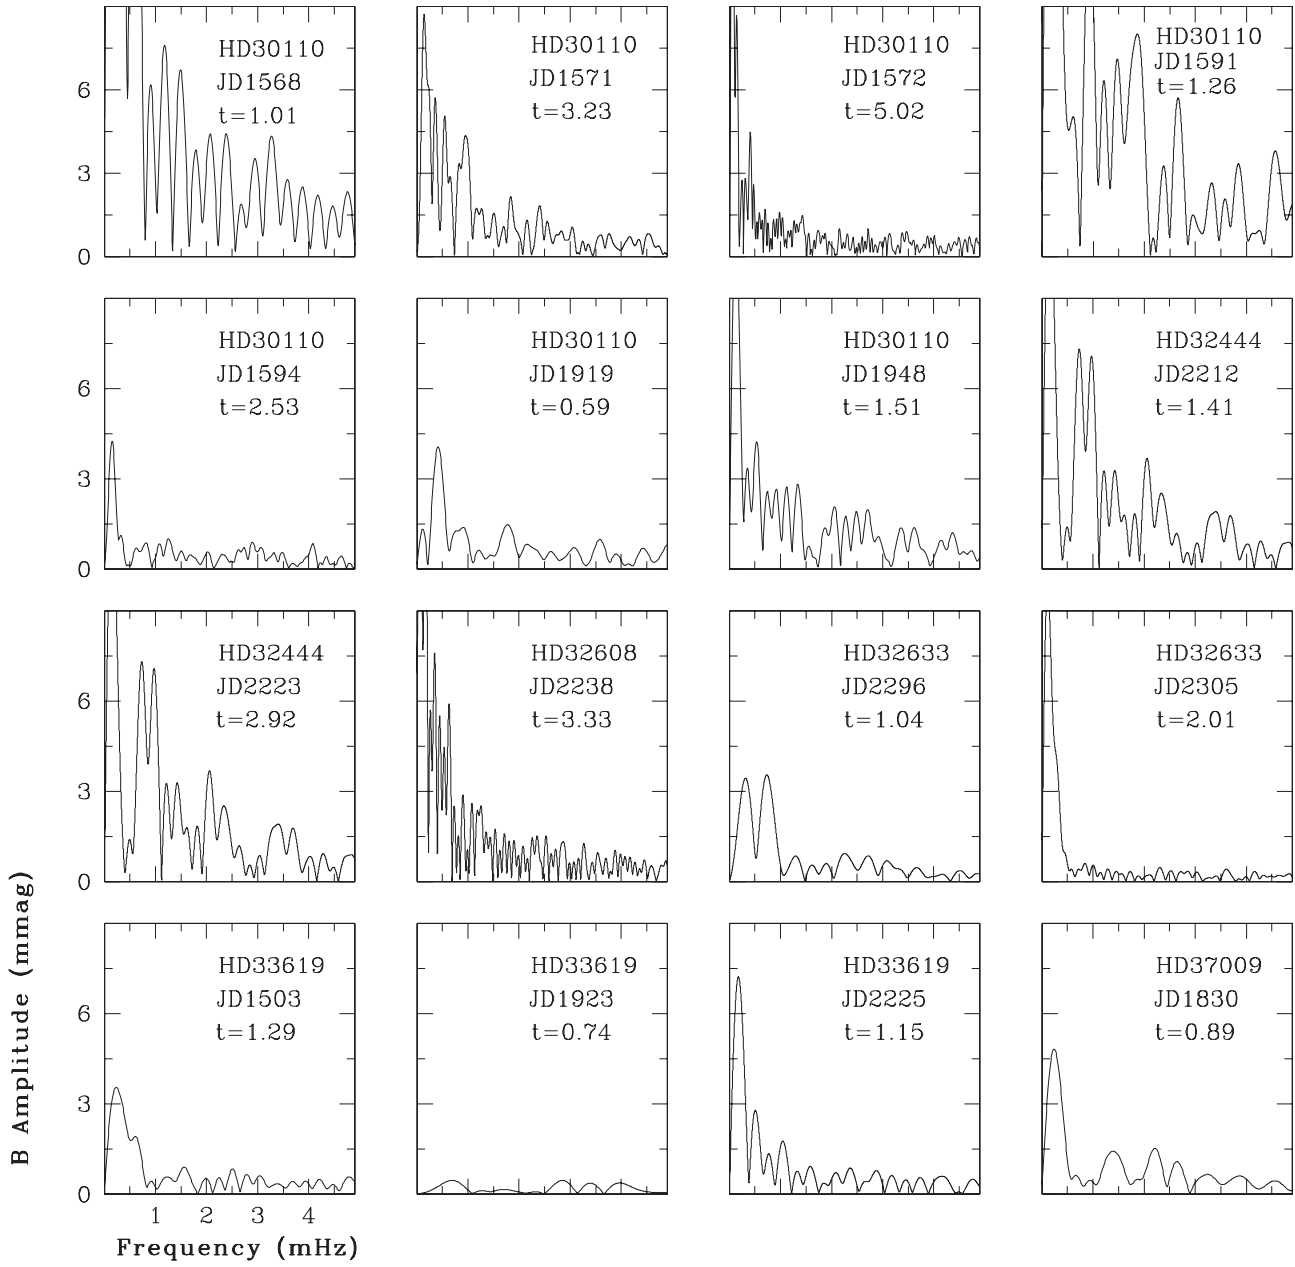 HD30110
JD1568
t=1.01
HD30110
JD1571
t=3.23
HD30110
JD1572
t=5.02
HD30110
JD1591
t=1.26
6
3
0
HD30110
JD1594
t=2.53
HD30110
JD1919
t=0.59
HD30110
JD1948
t=1.51
HD32444
JD2212
t=1.41
6
3
0
HD32444
JD2223
t=2.92
HD32608
JD2238
t=3.33
HD32633
JD2296
t=1.04
HD32633
JD2305
t=2.01
6
3
0
HD33619
JD1503
t=1.29
HD33619
JD1923
t=0.74
HD33619
JD2225
t=1.15
HD37009
JD1830
t=0.89
6
3
0
1 2 3 4
Frequency (mHz)
B Amplitude (mmag)